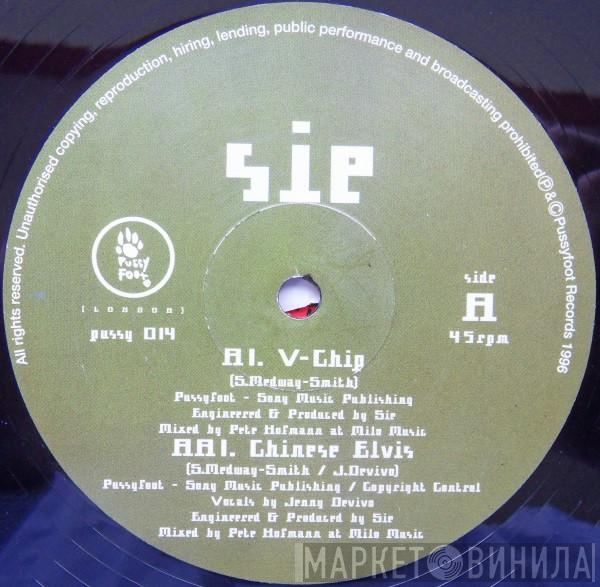 All rights reserved. Unauthorised copying, reproduction, hiring, lending, public performance and broadcasting prohibited Ⓟ & © Pussyfoot Records 1996
sie
Pussy
Foot
[LONDON]
pussy 014
side
A
45rpm
A1. V-Chip
(S.Medway-Smith)
Pussyfoot - Sony Music Publishing
Engineered & Produced by Sie
Mixed by Pete Hofmann at Milo Music
AA1. Chinese Elvis
(S.Medway-Smith / J.Devivo)
Pussyfoot - Sony Music Publishing / Copyright Control
Vocals by Jenny Devivo
Engineered & Produced by Sie
Mixed by Pete Hofmann at Milo Music
МАРКЕТ ВИНИЛА